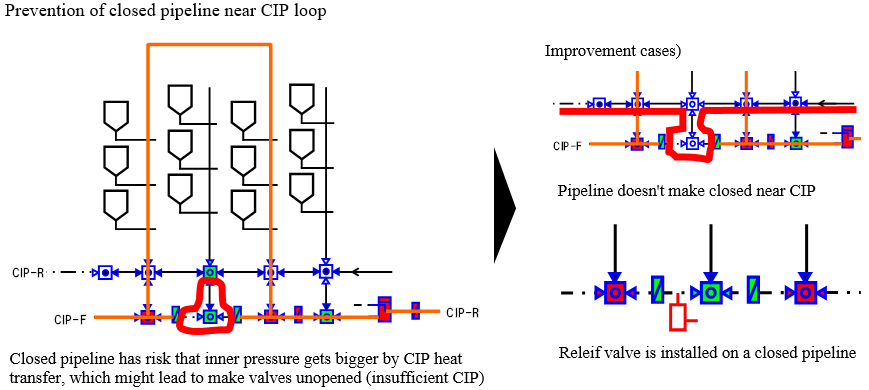 Prevention of closed pipeline near CIP loop
CIP-R
CIP-F
CIP-R
Closed pipeline has risk that inner pressure gets bigger by CIP heat
transfer, which might lead to make valves unopened (insufficient CIP)
Improvement cases)
CIP-F
Pipeline doesn't make closed near CIP
Releif valve is installed on a closed pipeline